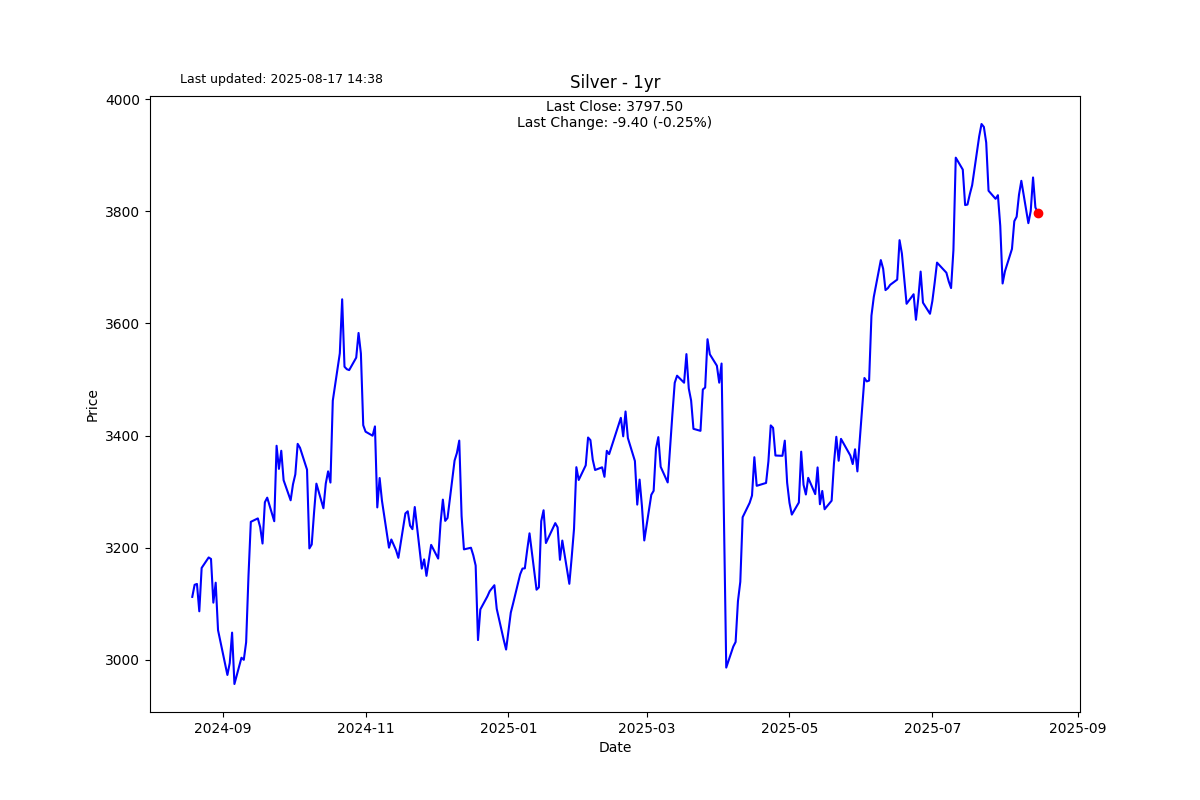 Last updated: 2025-08-17 14:38
Silver - 1yr
Last Close: 3797.50
Last Change: -9.40 (-0.25%)
Price
4000
3800
3600
3400
3200
3000
2024-09
2024-11
2025-01
2025-03
2025-05
2025-07
2025-09
Date